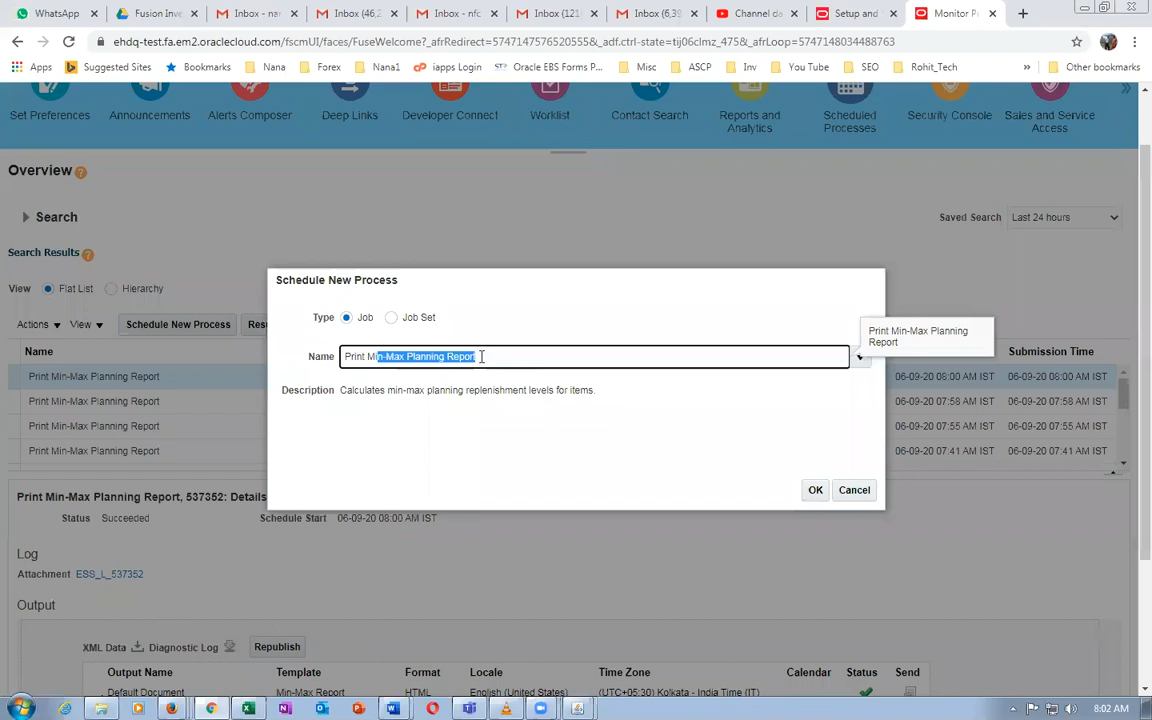 WhatsApp
Fusion Inve
Inbox - nar
Inbox (46,2
Inbox - nfc
Inbox (121
Inbox (6,39
Channel da
Setup and
Monitor P
ehdq-test.fa.em2.oraclecloud.com/fscmUI/faces/FuseWelcome?_afrRedirect=5747147576520555&_adf.ctrl-state=tij06clmz_475&_afrLoop=5747148034488763
Apps
Suggested Sites
Bookmarks
Nana
Forex
Nana1
iapps Login
Oracle EBS Forms P...
Misc
ASCP
Inv
You Tube
SEO
Rohit_Tech
»
Other bookmarks
Set Preferences
Announcements
Alerts Composer
Deep Links
Developer Connect
Worklist
Contact Search
Reports and Analytics
Scheduled Processes
Security Console
Sales and Service Access
Overview
Search
Saved Search
Last 24 hours
Search Results
View
Flat List
Hierarchy
Actions
View
Schedule New Process
Resu
Name
Submission Time
Print Min-Max Planning Report
06-09-20 08:00 AM IST
06-09-20 08:00 AM IST
Print Min-Max Planning Report
06-09-20 07:58 AM IST
06-09-20 07:58 AM IST
Print Min-Max Planning Report
06-09-20 07:55 AM IST
06-09-20 07:55 AM IST
Print Min-Max Planning Report
06-09-20 07:41 AM IST
06-09-20 07:41 AM IST
Schedule New Process
Type
Job
Job Set
Name
Print Min-Max Planning Report
Print Min-Max Planning
Report
Description
Calculates min-max planning replenishment levels for items.
OK
Cancel
Print Min-Max Planning Report, 537352: Details
Status
Succeeded
Schedule Start
06-09-20 08:00 AM IST
Log
Attachment
ESS_L_537352
Output
XML Data
Diagnostic Log
Republish
Output Name
Template
Format
Locale
Time Zone
Calendar
Status
Send
Default Document
Min-Max Report
HTML
English (United States)
(UTC+05:30) Kolkata - India Time (IT)
8:02 AM